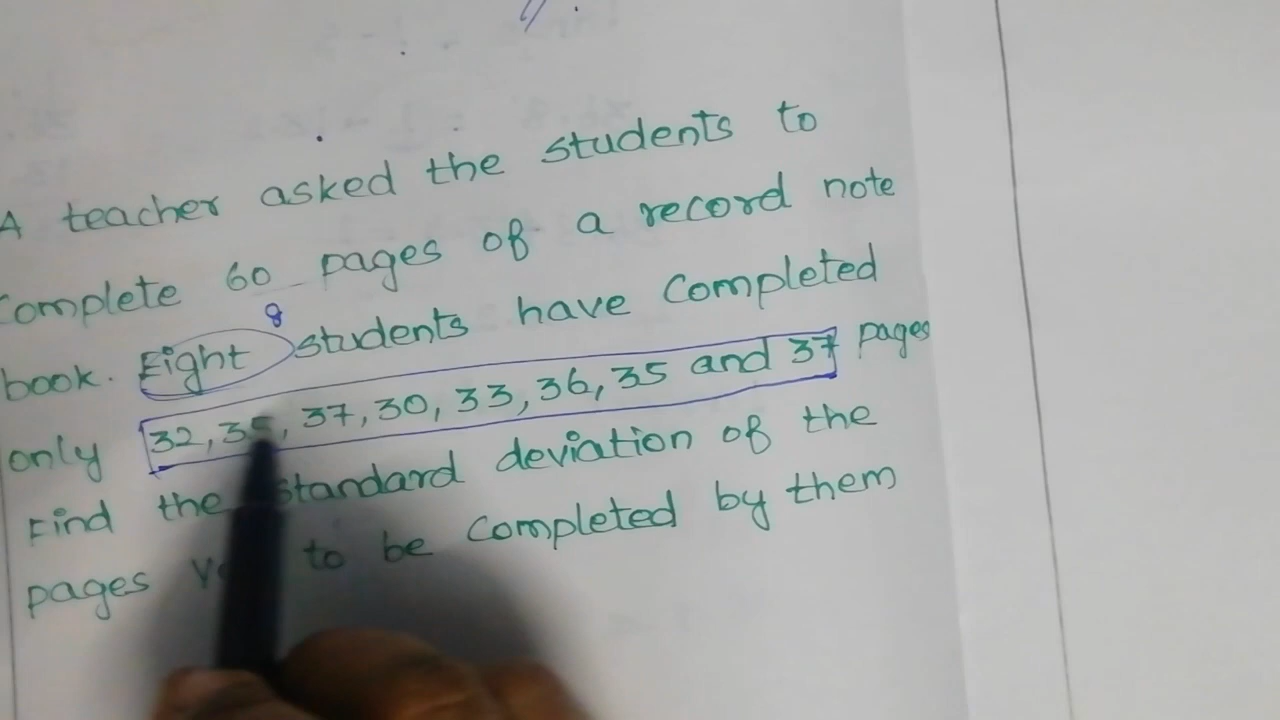 A teacher asked the students to
Complete 60 pages of a record note
8
book. Eight students have completed
only 32, 35, 37, 30, 33, 36, 35 and 37 pages
Find the standard deviation of the
pages to be completed by them